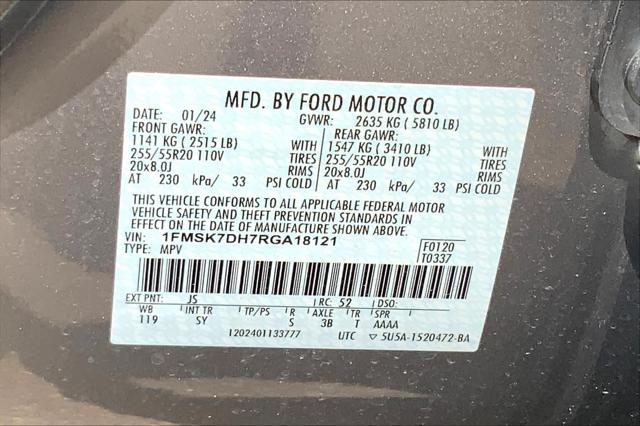 MFD. BY FORD MOTOR CO.
DATE: 01/24 GVWR: 2635 KG ( 5810 LB)
FRONT GAWR: REAR GAWR:
1141 KG ( 2515 LB) WITH 1547 KG ( 3410 LB) WITH
255/55R20 110V TIRES 255/55R20 110V TIRES
20x8.0J RIMS 20x8.0J RIMS
AT 230 kPa/ 33 PSI COLD AT 230 kPa/ 33 PSI COLD
THIS VEHICLE CONFORMS TO ALL APPLICABLE FEDERAL MOTOR
VEHICLE SAFETY AND THEFT PREVENTION STANDARDS IN
EFFECT ON THE DATE OF MANUFACTURE SHOWN ABOVE.
VIN: 1FMSK7DH7RGA18121 F0120
TYPE: MPV T0337
EXT PNT: JS RC: 52 DSO:
WB INT TR TP/PS R AXLE TR SPR
119 SY S 3B T AAAA
1202401133777 UTC ▽ 5U5A-1520472-BA